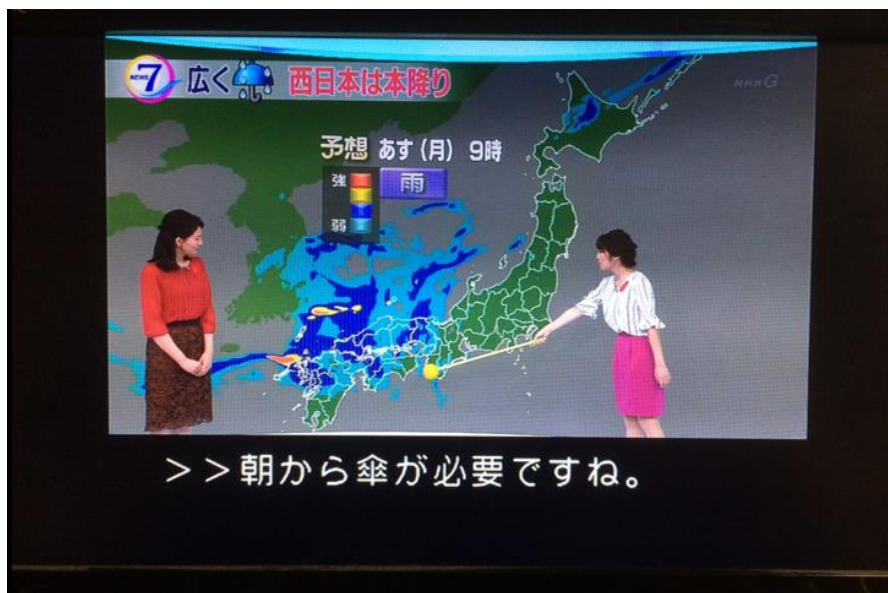 NEWS 7 広く 西日本は本降り
NHK G
予想 あす(月) 9時
強 雨
弱
>>朝から傘が必要ですね。